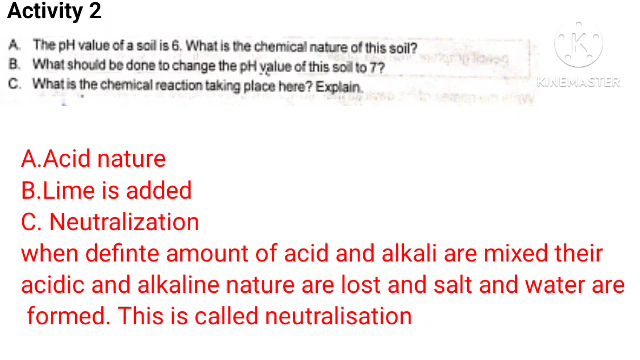 Activity 2
A. The pH value of a soil is 6. What is the chemical nature of this soil?
B. What should be done to change the pH value of this soil to 7?
C. What is the chemical reaction taking place here? Explain.
K
KINEMASTER
A.Acid nature
B.Lime is added
C. Neutralization
when definte amount of acid and alkali are mixed their
acidic and alkaline nature are lost and salt and water are
formed. This is called neutralisation